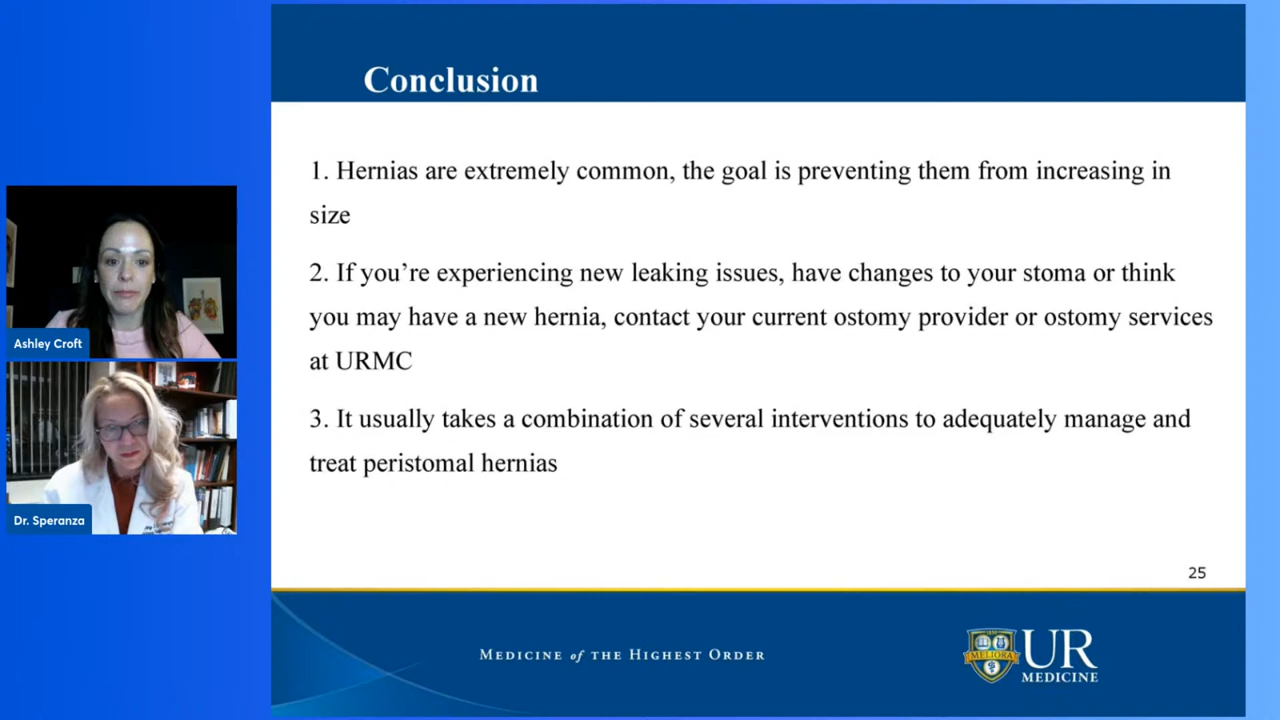 Conclusion
1. Hernias are extremely common, the goal is preventing them from increasing in
size
2. If you’re experiencing new leaking issues, have changes to your stoma or think
you may have a new hernia, contact your current ostomy provider or ostomy services
at URMC
3. It usually takes a combination of several interventions to adequately manage and
treat peristomal hernias
Ashley Croft
Dr. Speranza
25
MEDICINE of THE HIGHEST ORDER
MELIORA
UR
MEDICINE